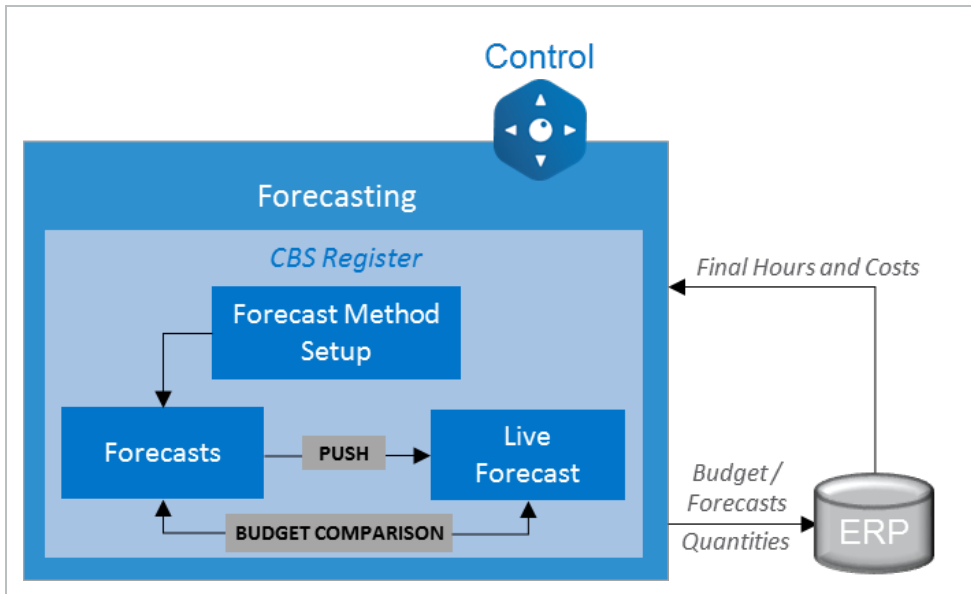 Control
Forecasting
CBS Register
Forecast Method
Setup
Forecasts
PUSH
Live
Forecast
BUDGET COMPARISON
Final Hours and Costs
Budget /
Forecasts
Quantities
ERP